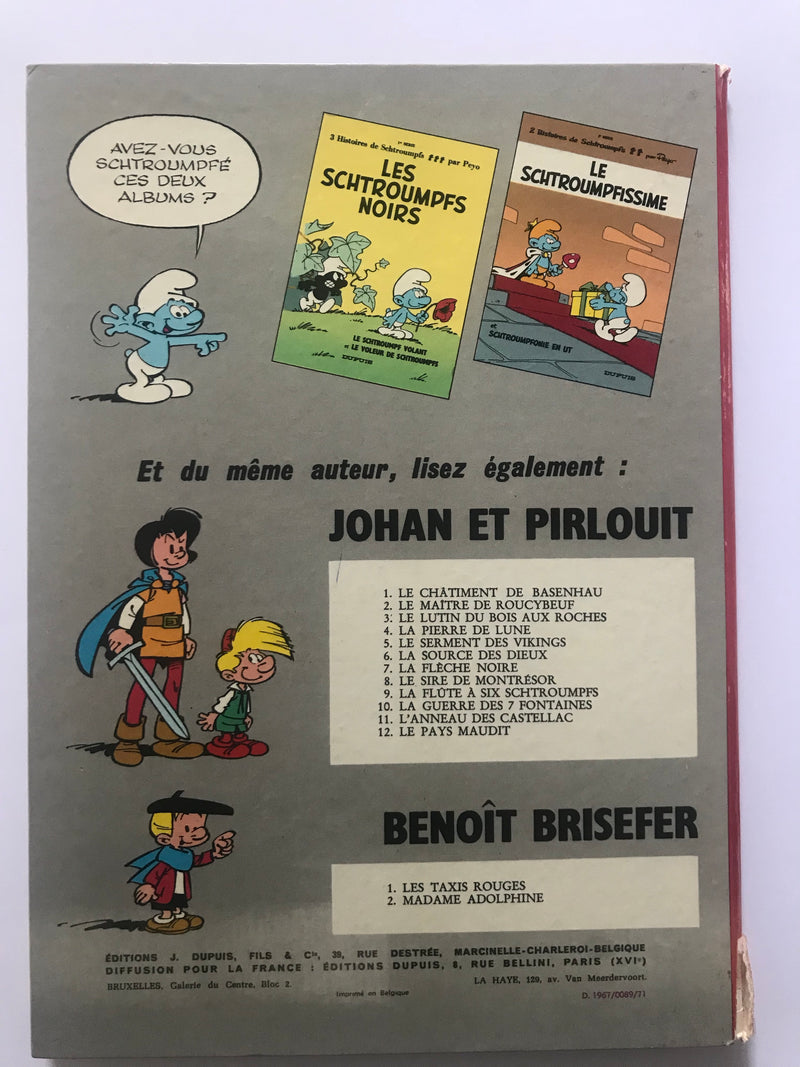 AVEZ-VOUS
SCHTROUMPFÉ
CES DEUX
ALBUMS ?
1re SERIE
3 Histoires de Schtroumpfs par Peyo
LES
SCHTROUMPFS
NOIRS
LE SCHTROUMPF VOLANT
et LE VOLEUR DE SCHTROUMPFS
DUPUIS
2 Histoires de Schtroumpfs par Peyo
LE
SCHTROUMPFISSIME
et
SCHTROUMPFONIE EN UT
DUPUIS
Et du même auteur, lisez également :
JOHAN ET PIRLOUIT
1. LE CHÂTIMENT DE BASENHAU
2. LE MAÎTRE DE ROUCYBEUF
3. LE LUTIN DU BOIS AUX ROCHES
4. LA PIERRE DE LUNE
5. LE SERMENT DES VIKINGS
6. LA SOURCE DES DIEUX
7. LA FLÈCHE NOIRE
8. LE SIRE DE MONTRÉSOR
9. LA FLÛTE À SIX SCHTROUMPFS
10. LA GUERRE DES 7 FONTAINES
11. L'ANNEAU DES CASTELLAC
12. LE PAYS MAUDIT
BENOÎT BRISEFER
1. LES TAXIS ROUGES
2. MADAME ADOLPHINE
ÉDITIONS J. DUPUIS, FILS & Cie, 39, RUE DESTRÉE, MARCINELLE-CHARLEROI-BELGIQUE
DIFFUSION POUR LA FRANCE : ÉDITIONS DUPUIS, 8, RUE BELLINI, PARIS (XVIe)
BRUXELLES, Galerie du Centre, Bloc 2. LA HAYE, 129, av. Van Meerdervoort.
Imprimé en Belgique D. 1967/0089/71